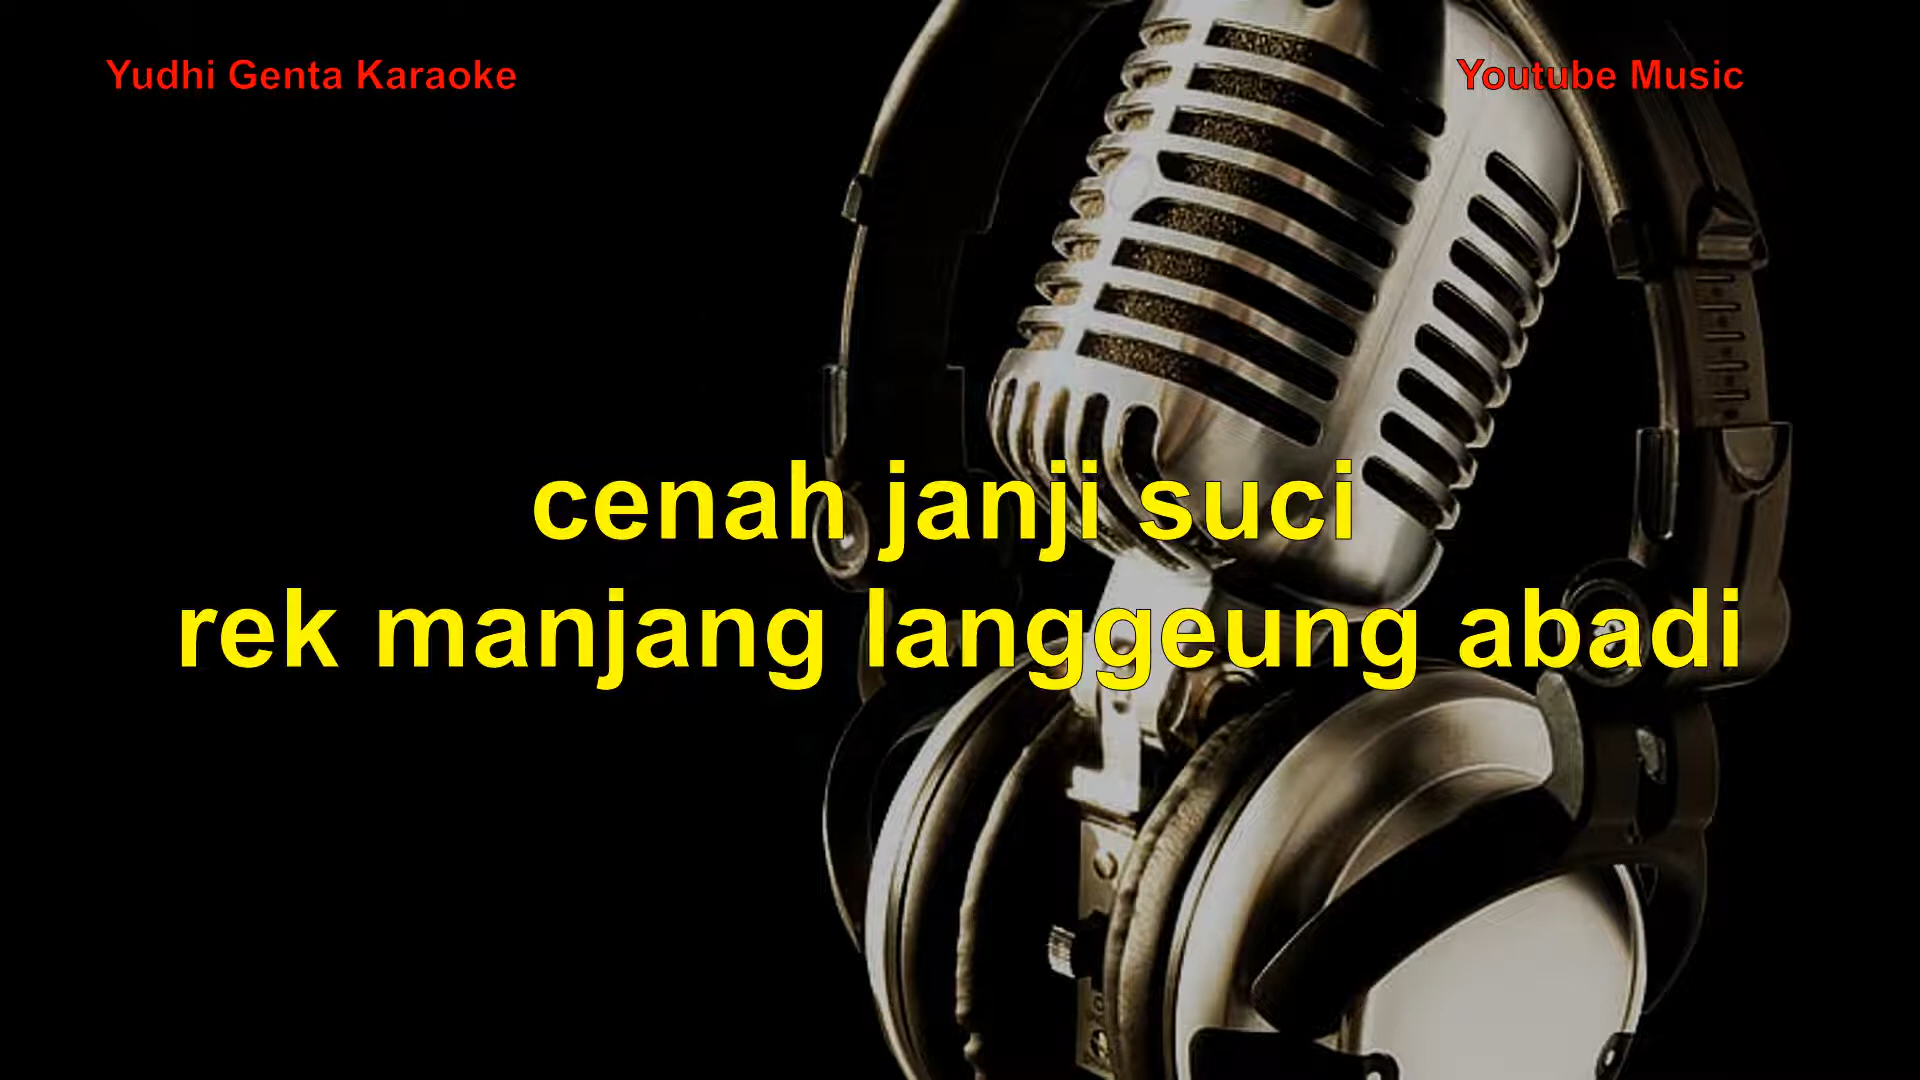 Yudhi Genta Karaoke
Youtube Music
cenah janji suci
rek manjang langgeung abadi